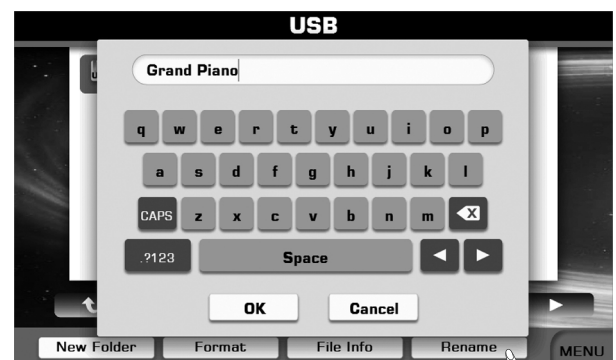 USB
Grand Piano
q w e r t y u i o p
a s d f g h j k l
CAPS z x c v b n m
.?123 Space
OK Cancel
New Folder Format File Info Rename MENU